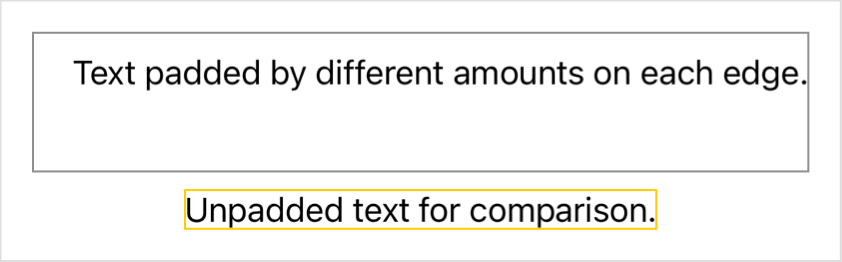 Text padded by different amounts on each edge.
Unpadded text for comparison.